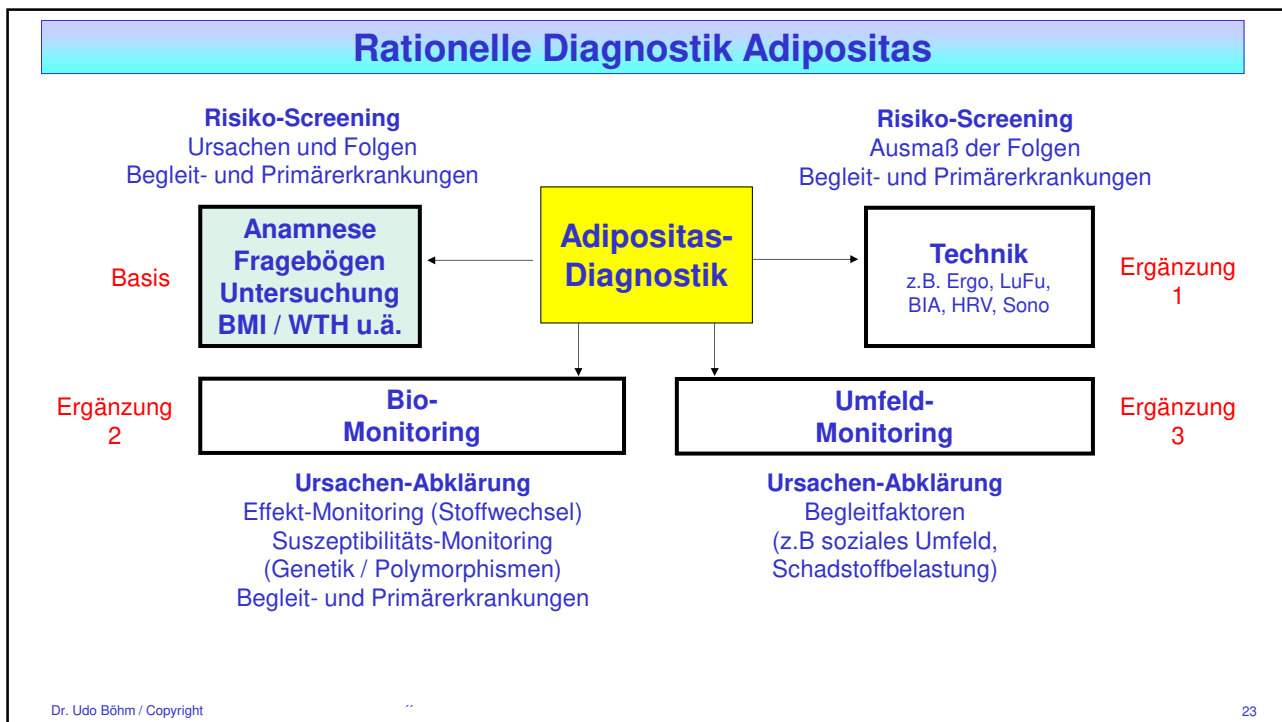 Rationelle Diagnostik Adipositas
Risiko-Screening
Ursachen und Folgen
Begleit- und Primärerkrankungen
Risiko-Screening
Ausmaß der Folgen
Begleit- und Primärerkrankungen
Basis
Anamnese
Fragebögen
Untersuchung
BMI / WTH u.ä.
Adipositas-
Diagnostik
Technik
z.B. Ergo, LuFu,
BIA, HRV, Sono
Ergänzung
1
Ergänzung
2
Bio-
Monitoring
Umfeld-
Monitoring
Ergänzung
3
Ursachen-Abklärung
Effekt-Monitoring (Stoffwechsel)
Suszeptibilitäts-Monitoring
(Genetik / Polymorphismen)
Begleit- und Primärerkrankungen
Ursachen-Abklärung
Begleitfaktoren
(z.B soziales Umfeld,
Schadstoffbelastung)
Dr. Udo Böhm / Copyright
23